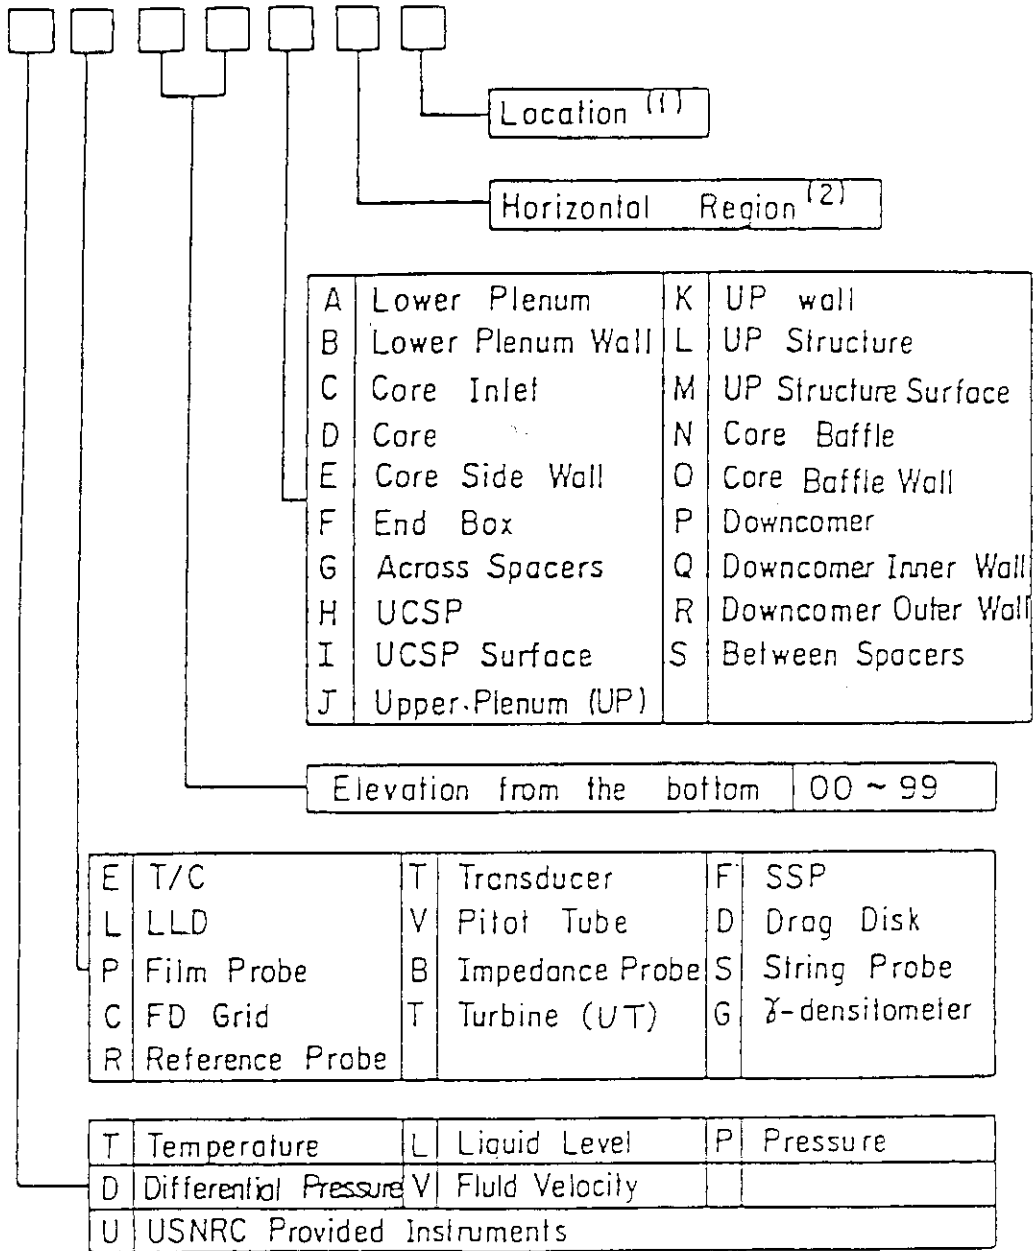 Location (1)
Horizontal Region (2)
A Lower Plenum K UP wall
B Lower Plenum Wall L UP Structure
C Core Inlet M UP Structure Surface
D Core N Core Baffle
E Core Side Wall O Core Baffle Wall
F End Box P Downcomer
G Across Spacers Q Downcomer Inner Wall
H UCSP R Downcomer Outer Wall
I UCSP Surface S Between Spacers
J Upper Plenum (UP)
Elevation from the bottom 00 ~ 99
E T/C T Transducer F SSP
L LLD V Pitot Tube D Drag Disk
P Film Probe B Impedance Probe S String Probe
C FD Grid T Turbine (UT) G γ-densitometer
R Reference Probe
T Temperature L Liquid Level P Pressure
D Differential Pressure V Fluid Velocity
U USNRC Provided Instruments